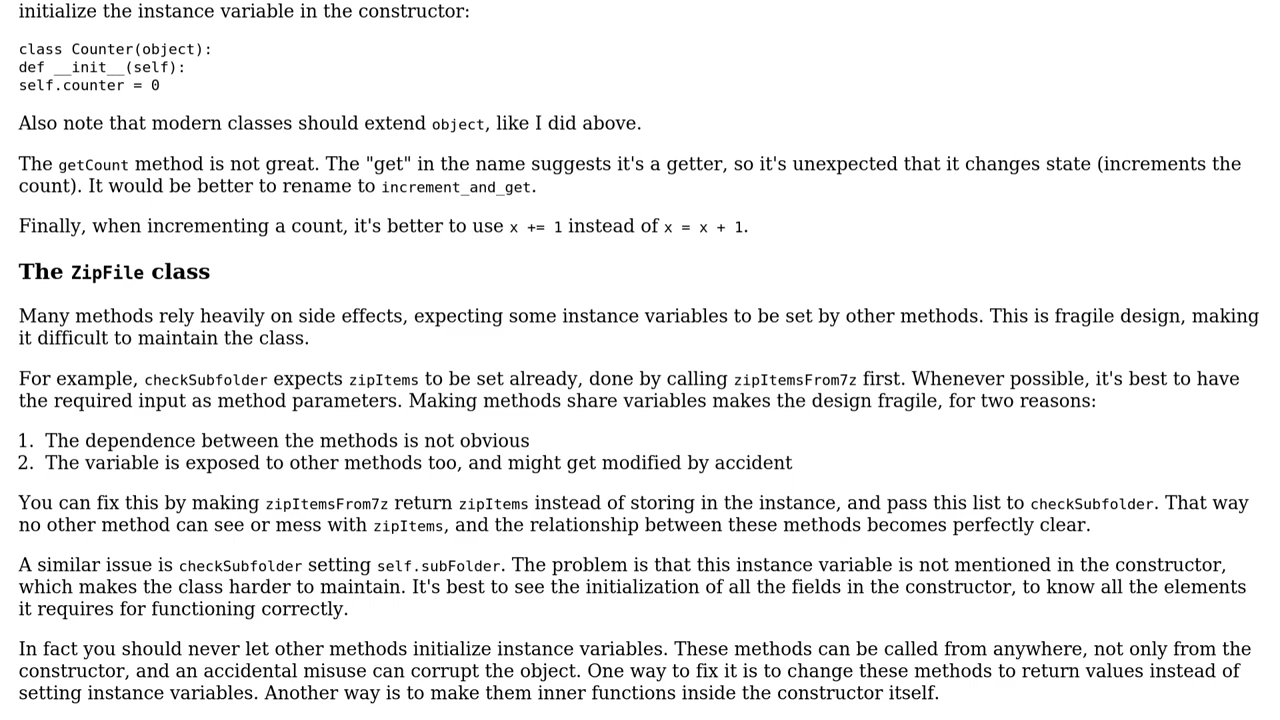 initialize the instance variable in the constructor:
class Counter(object):
def __init__(self):
self.counter = 0
Also note that modern classes should extend object, like I did above.
The getCount method is not great. The "get" in the name suggests it's a getter, so it's unexpected that it changes state (increments the
count). It would be better to rename to increment_and_get.
Finally, when incrementing a count, it's better to use x += 1 instead of x = x + 1.
The ZipFile class
Many methods rely heavily on side effects, expecting some instance variables to be set by other methods. This is fragile design, making
it difficult to maintain the class.
For example, checkSubfolder expects zipItems to be set already, done by calling zipItemsFrom7z first. Whenever possible, it's best to have
the required input as method parameters. Making methods share variables makes the design fragile, for two reasons:
1. The dependence between the methods is not obvious
2. The variable is exposed to other methods too, and might get modified by accident
You can fix this by making zipItemsFrom7z return zipItems instead of storing in the instance, and pass this list to checkSubfolder. That way
no other method can see or mess with zipItems, and the relationship between these methods becomes perfectly clear.
A similar issue is checkSubfolder setting self.subFolder. The problem is that this instance variable is not mentioned in the constructor,
which makes the class harder to maintain. It's best to see the initialization of all the fields in the constructor, to know all the elements
it requires for functioning correctly.
In fact you should never let other methods initialize instance variables. These methods can be called from anywhere, not only from the
constructor, and an accidental misuse can corrupt the object. One way to fix it is to change these methods to return values instead of
setting instance variables. Another way is to make them inner functions inside the constructor itself.